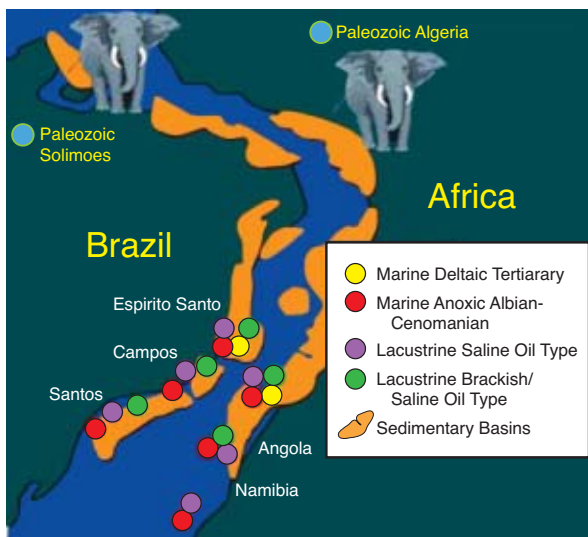 Paleozoic Algeria
Paleozoic
Solimoes
Africa
Brazil
Espirito Santo
Campos
Santos
Angola
Namibia
Marine Deltaic Tertiarary
Marine Anoxic Albian-
Cenomanian
Lacustrine Saline Oil Type
Lacustrine Brackish/
Saline Oil Type
Sedimentary Basins